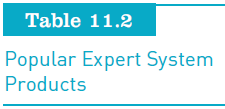 Table 11.2
Popular Expert System
Products